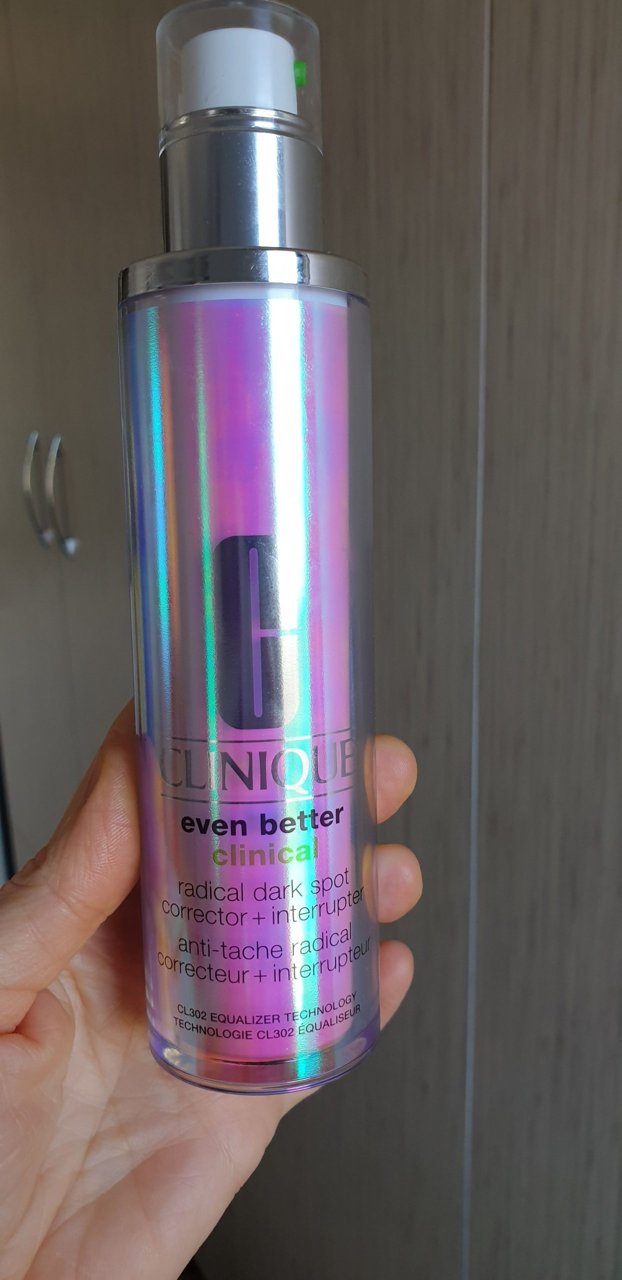 CLINIQUE
even better
clinical
radical dark spot
corrector + interrupter
anti-tache radical
correcteur + interrupteur
CL302 EQUALIZER TECHNOLOGY
TECHNOLOGIE CL302 ÉQUALISEUR